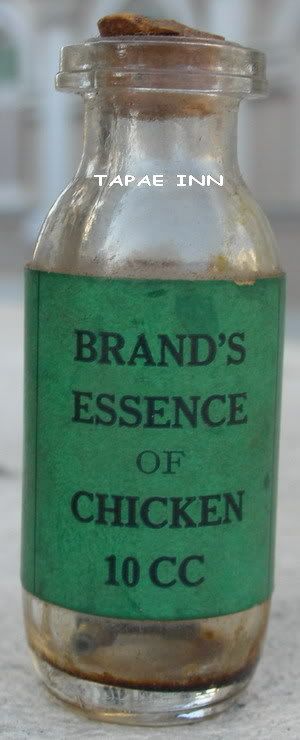 TAPAE INN
BRAND'S
ESSENCE
OF
CHICKEN
10 CC